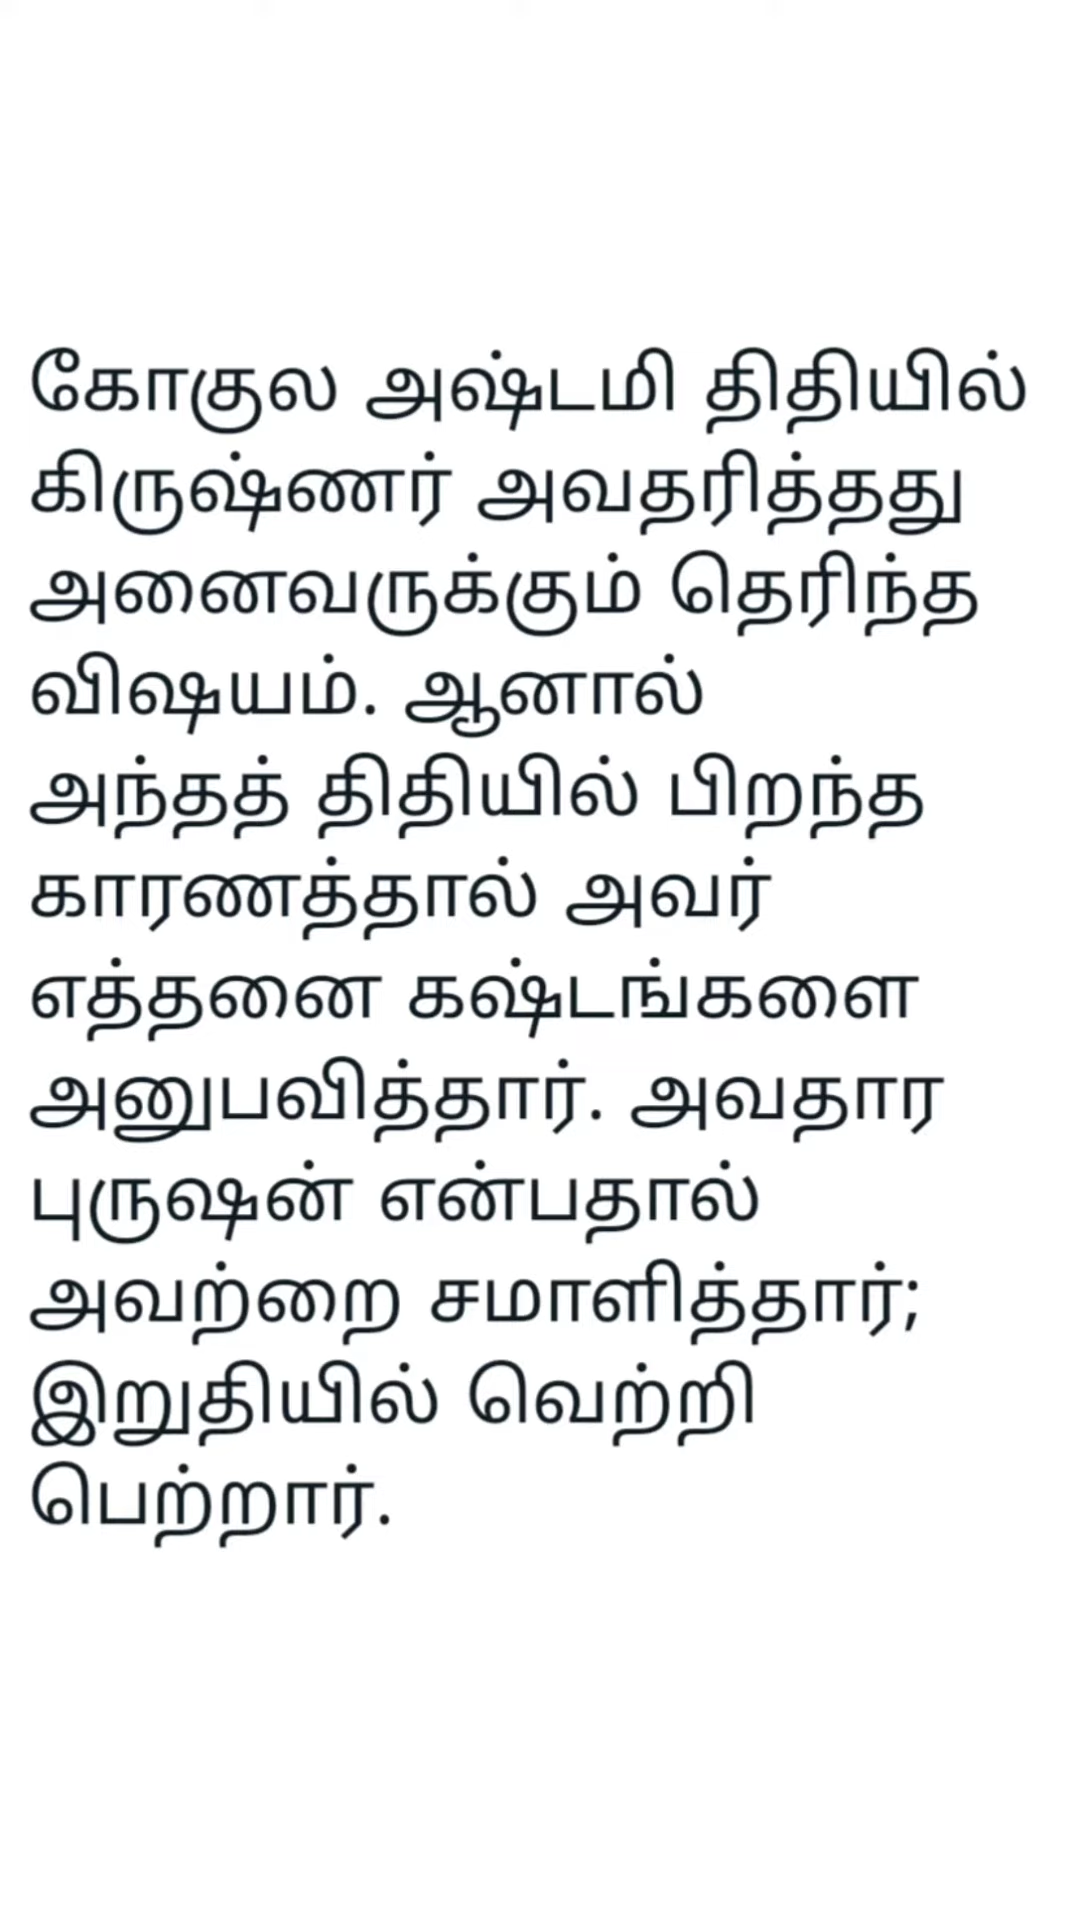 கோகுல அஷ்டமி திதியில்
கிருஷ்ணர் அவதரித்தது
அனைவருக்கும் தெரிந்த
விஷயம். ஆனால்
அந்தத் திதியில் பிறந்த
காரணத்தால் அவர்
எத்தனை கஷ்டங்களை
அனுபவித்தார். அவதார
புருஷன் என்பதால்
அவற்றை சமாளித்தார்;
இறுதியில் வெற்றி
பெற்றார்.